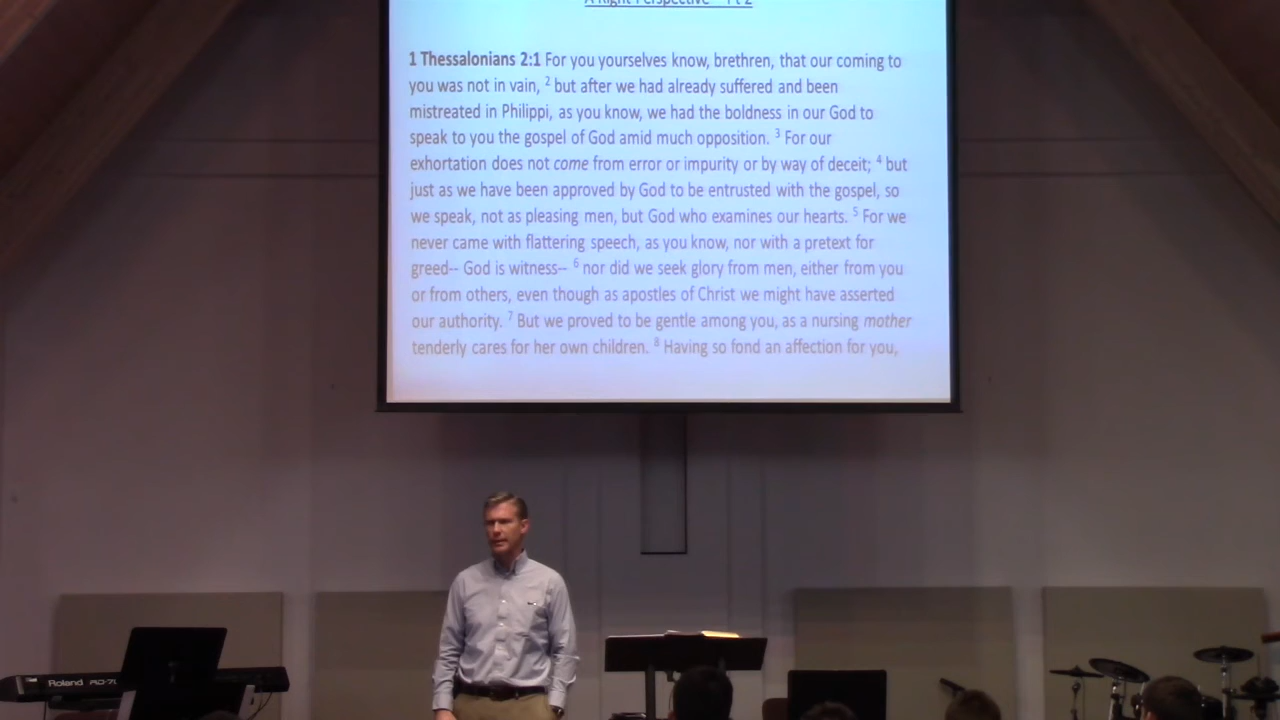 A Right Perspective – Pt 2
1 Thessalonians 2:1 For you yourselves know, brethren, that our coming to
you was not in vain, 2 but after we had already suffered and been
mistreated in Philippi, as you know, we had the boldness in our God to
speak to you the gospel of God amid much opposition. 3 For our
exhortation does not come from error or impurity or by way of deceit; 4 but
just as we have been approved by God to be entrusted with the gospel, so
we speak, not as pleasing men, but God who examines our hearts. 5 For we
never came with flattering speech, as you know, nor with a pretext for
greed-- God is witness-- 6 nor did we seek glory from men, either from you
or from others, even though as apostles of Christ we might have asserted
our authority. 7 But we proved to be gentle among you, as a nursing mother
tenderly cares for her own children. 8 Having so fond an affection for you,
Roland